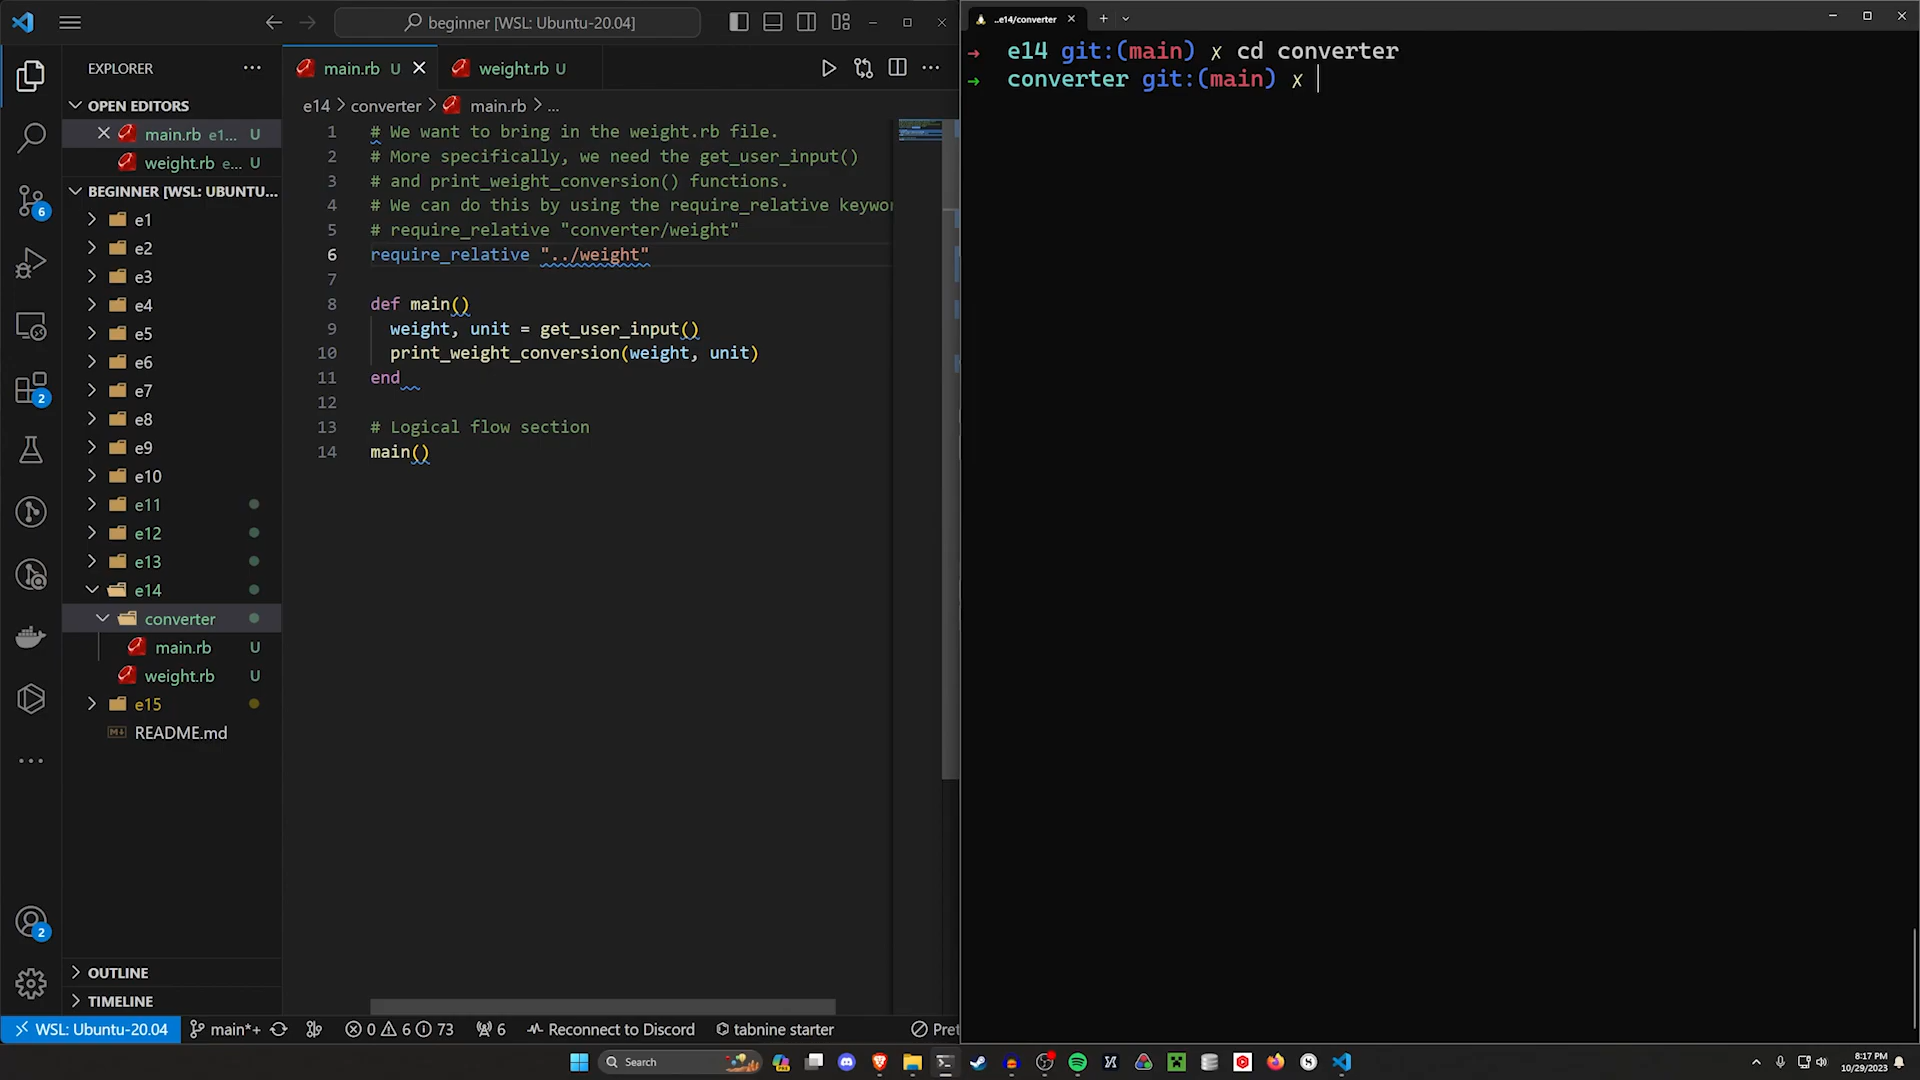 beginner [WSL: Ubuntu-20.04]
EXPLORER
OPEN EDITORS
main.rb e1... U
weight.rb e... U
BEGINNER [WSL: UBUNTU...
e1
e2
e3
e4
e5
e6
e7
e8
e9
e10
e11
e12
e13
e14
converter
main.rb U
weight.rb U
e15
README.md
OUTLINE
TIMELINE
6
2
2
main.rb U
weight.rb U
e14 > converter > main.rb > ...
1 # We want to bring in the weight.rb file.
2 # More specifically, we need the get_user_input()
3 # and print_weight_conversion() functions.
4 # We can do this by using the require_relative keywor
5 # require_relative "converter/weight"
6 require_relative "../weight"
7
8 def main()
9 weight, unit = get_user_input()
10 print_weight_conversion(weight, unit)
11 end
12
13 # Logical flow section
14 main()
WSL: Ubuntu-20.04 main*+ 0 6 73 6 Reconnect to Discord tabnine starter Pret
..e14/converter
→ e14 git:(main) x cd converter
→ converter git:(main) x
Search
8:17 PM
10/29/2023